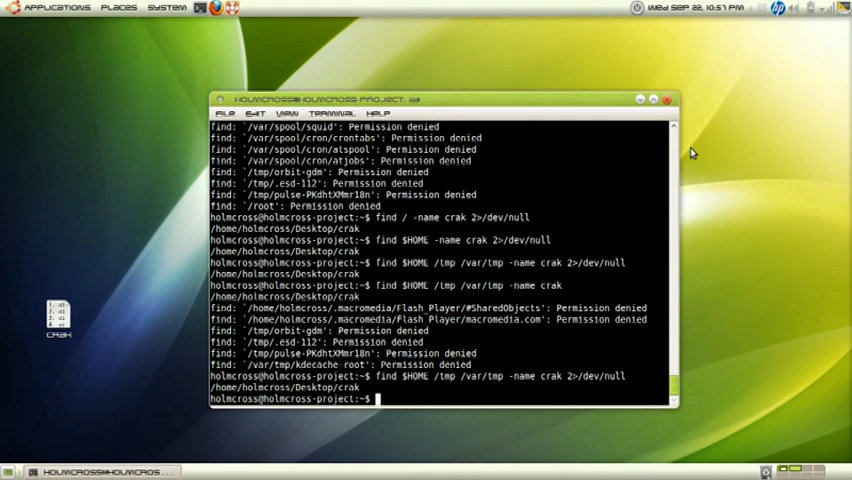 Applications Places System
Wed Sep 22, 10:57 PM
holmcross@holmcross-project: ~
File Edit View Terminal Help
find: `/var/spool/squid': Permission denied
find: `/var/spool/cron/crontabs': Permission denied
find: `/var/spool/cron/atspool': Permission denied
find: `/var/spool/cron/atjobs': Permission denied
find: `/tmp/orbit-gdm': Permission denied
find: `/tmp/.esd-112': Permission denied
find: `/tmp/pulse-PKdhtXMmr18n': Permission denied
find: `/root': Permission denied
holmcross@holmcross-project:~$ find / -name crak 2>/dev/null
/home/holmcross/Desktop/crak
holmcross@holmcross-project:~$ find $HOME -name crak 2>/dev/null
/home/holmcross/Desktop/crak
holmcross@holmcross-project:~$ find $HOME /tmp /var/tmp -name crak 2>/dev/null
/home/holmcross/Desktop/crak
holmcross@holmcross-project:~$ find $HOME /tmp /var/tmp -name crak
/home/holmcross/Desktop/crak
find: `/home/holmcross/.macromedia/Flash_Player/#SharedObjects': Permission denied
find: `/home/holmcross/.macromedia/Flash_Player/macromedia.com': Permission denied
find: `/tmp/orbit-gdm': Permission denied
find: `/tmp/.esd-112': Permission denied
find: `/tmp/pulse-PKdhtXMmr18n': Permission denied
find: `/var/tmp/kdecache-root': Permission denied
holmcross@holmcross-project:~$ find $HOME /tmp /var/tmp -name crak 2>/dev/null
/home/holmcross/Desktop/crak
holmcross@holmcross-project:~$
crak
holmcross@holmcros ...
hp